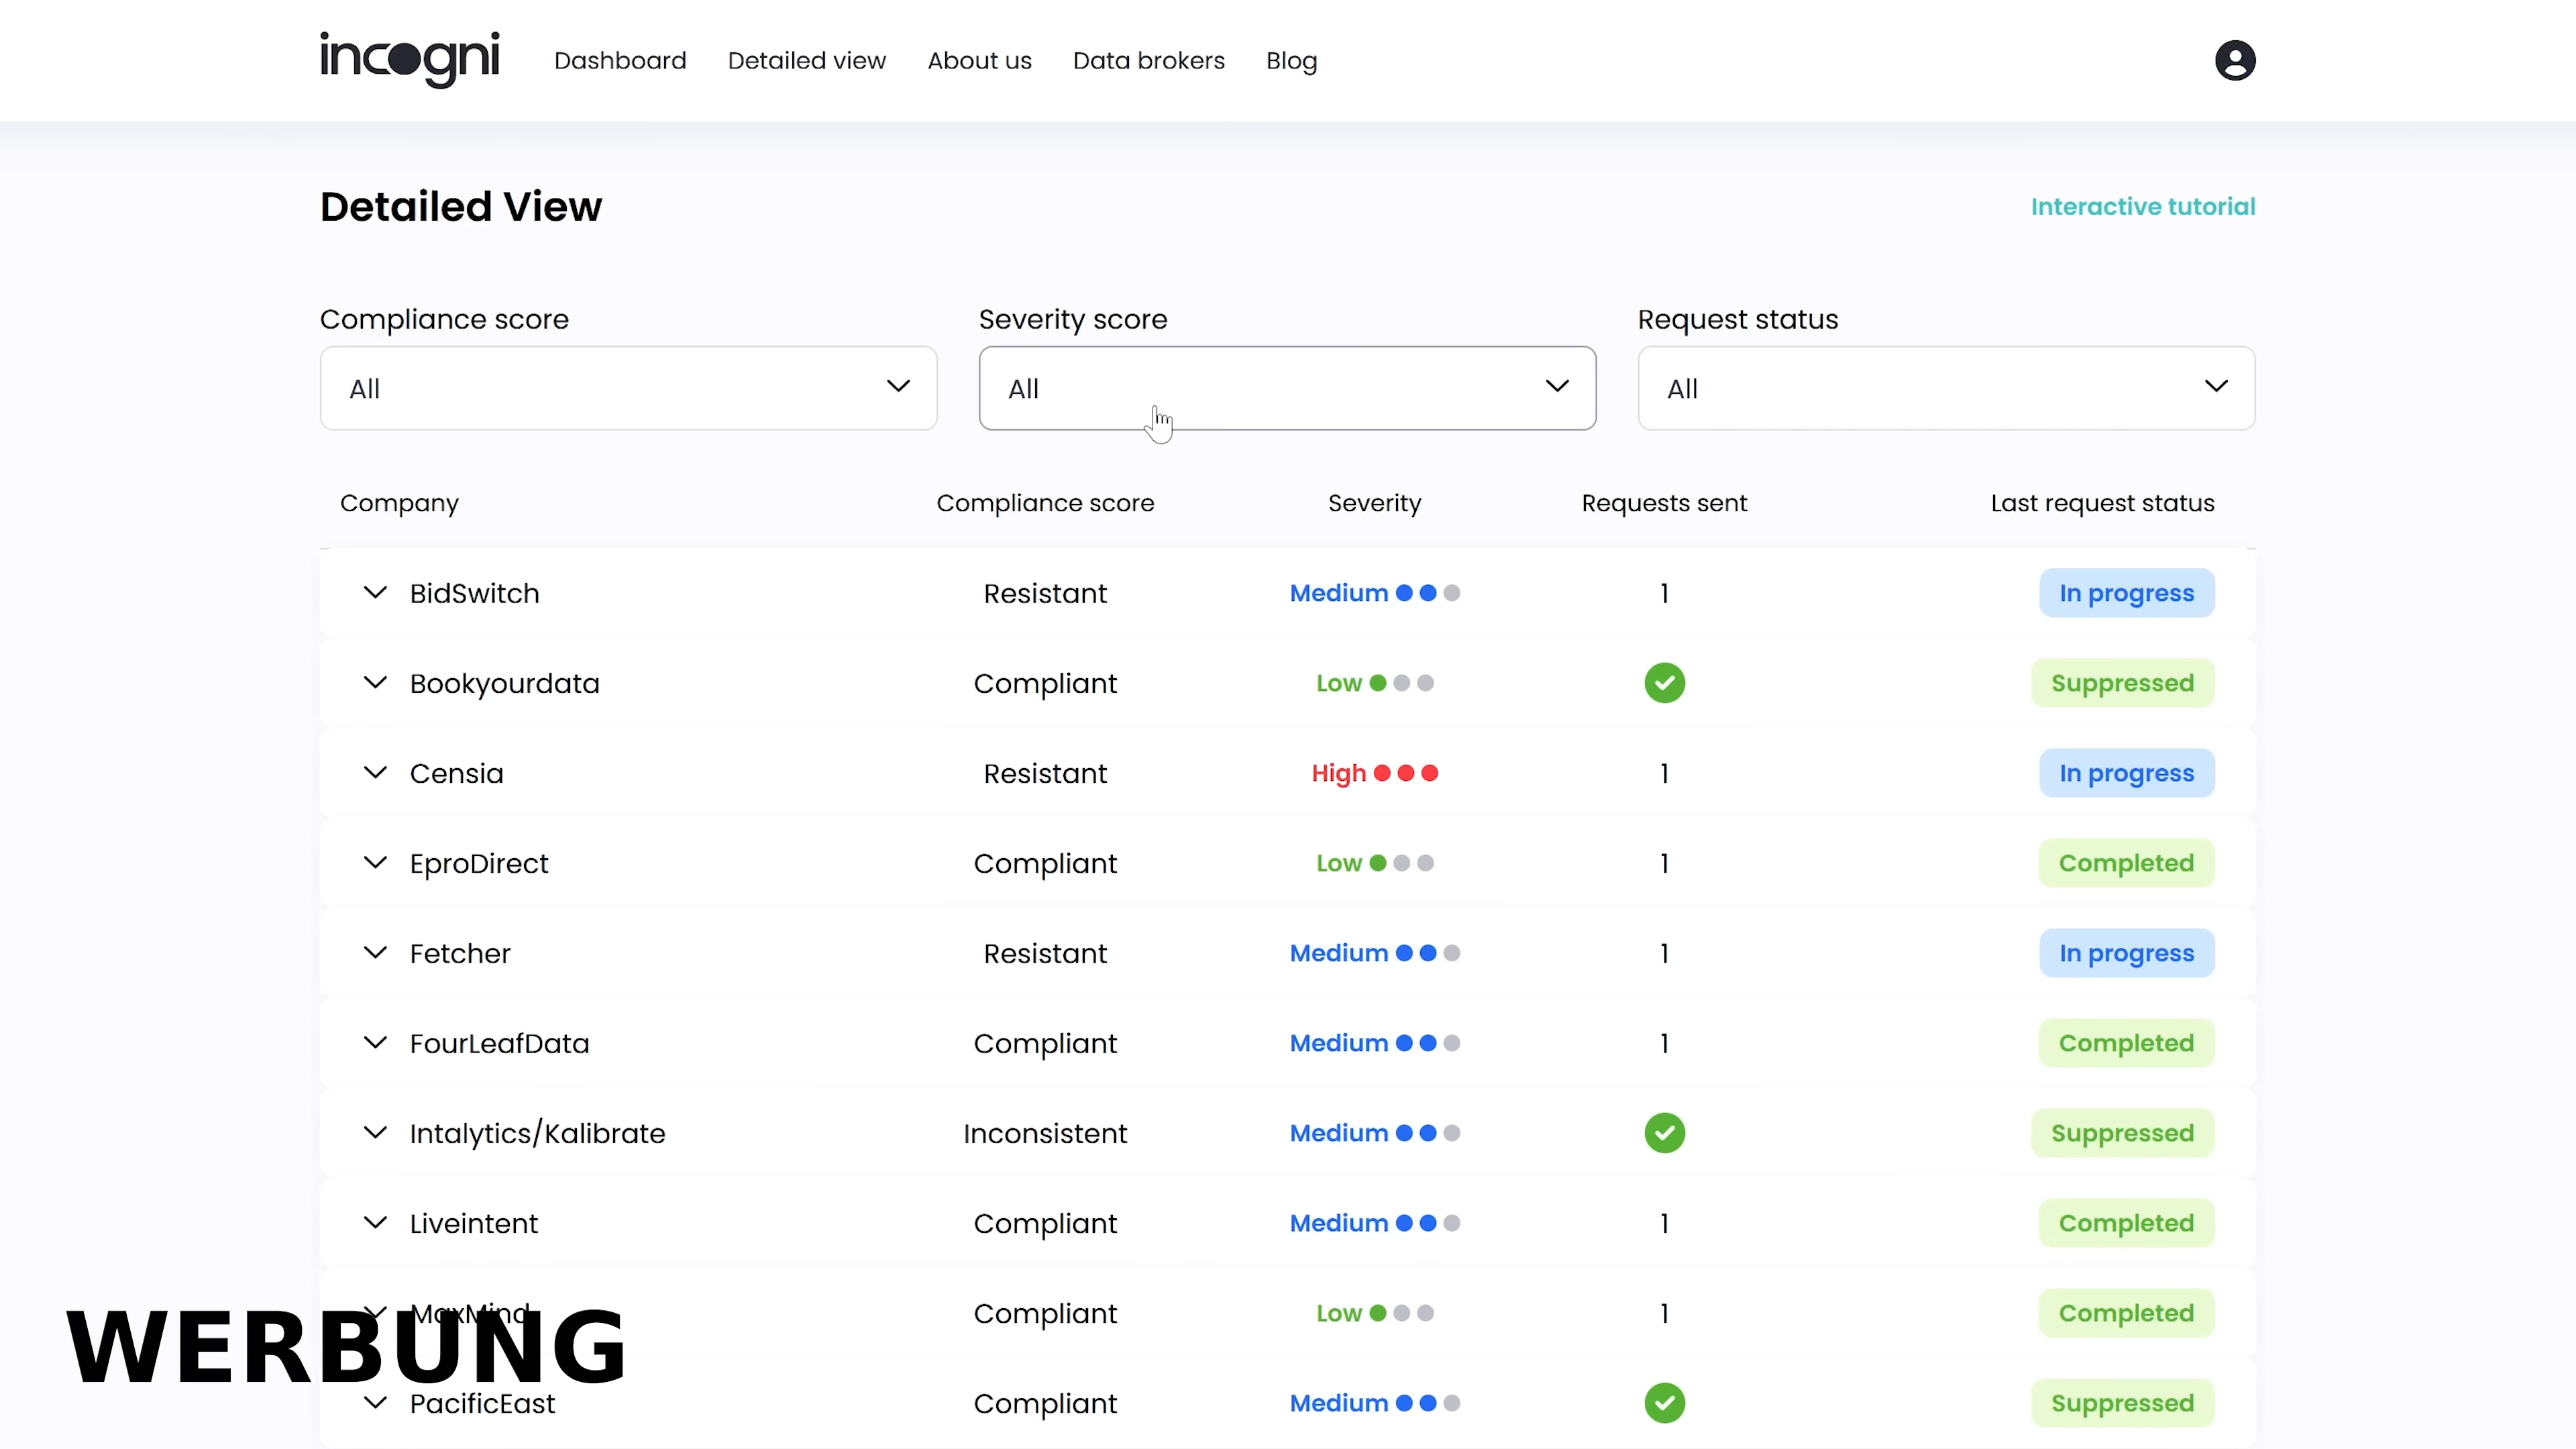 incogni Dashboard Detailed view About us Data brokers Blog
Detailed View Interactive tutorial
Compliance score Severity score Request status
All All All
Company Compliance score Severity Requests sent Last request status
BidSwitch Resistant Medium 1 In progress
Bookyourdata Compliant Low Suppressed
Censia Resistant High 1 In progress
EproDirect Compliant Low 1 Completed
Fetcher Resistant Medium 1 In progress
FourLeafData Compliant Medium 1 Completed
Intalytics/Kalibrate Inconsistent Medium Suppressed
Liveintent Compliant Medium 1 Completed
MaxMind Compliant Low 1 Completed
WERBUNG
PacificEast Compliant Medium Suppressed